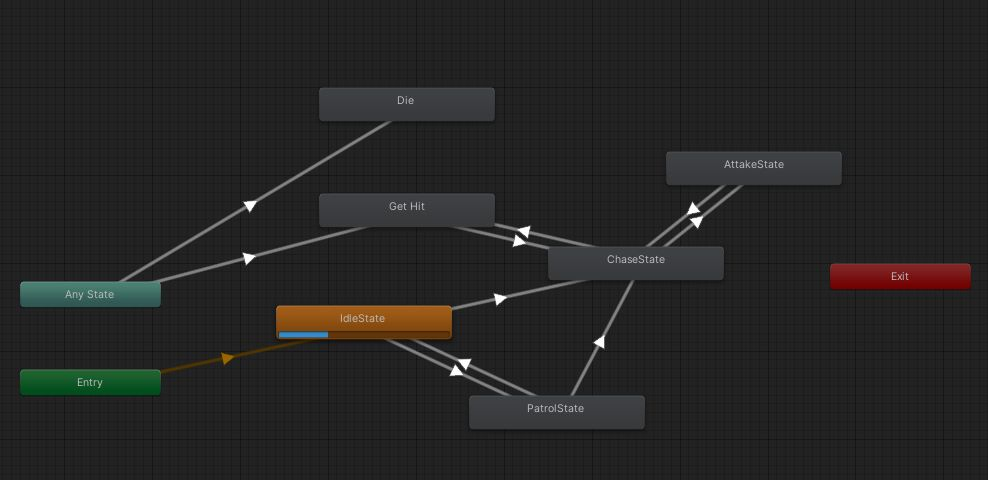 Die
AttakeState
Get Hit
ChaseState
Exit
Any State
IdleState
Entry
PatrolState